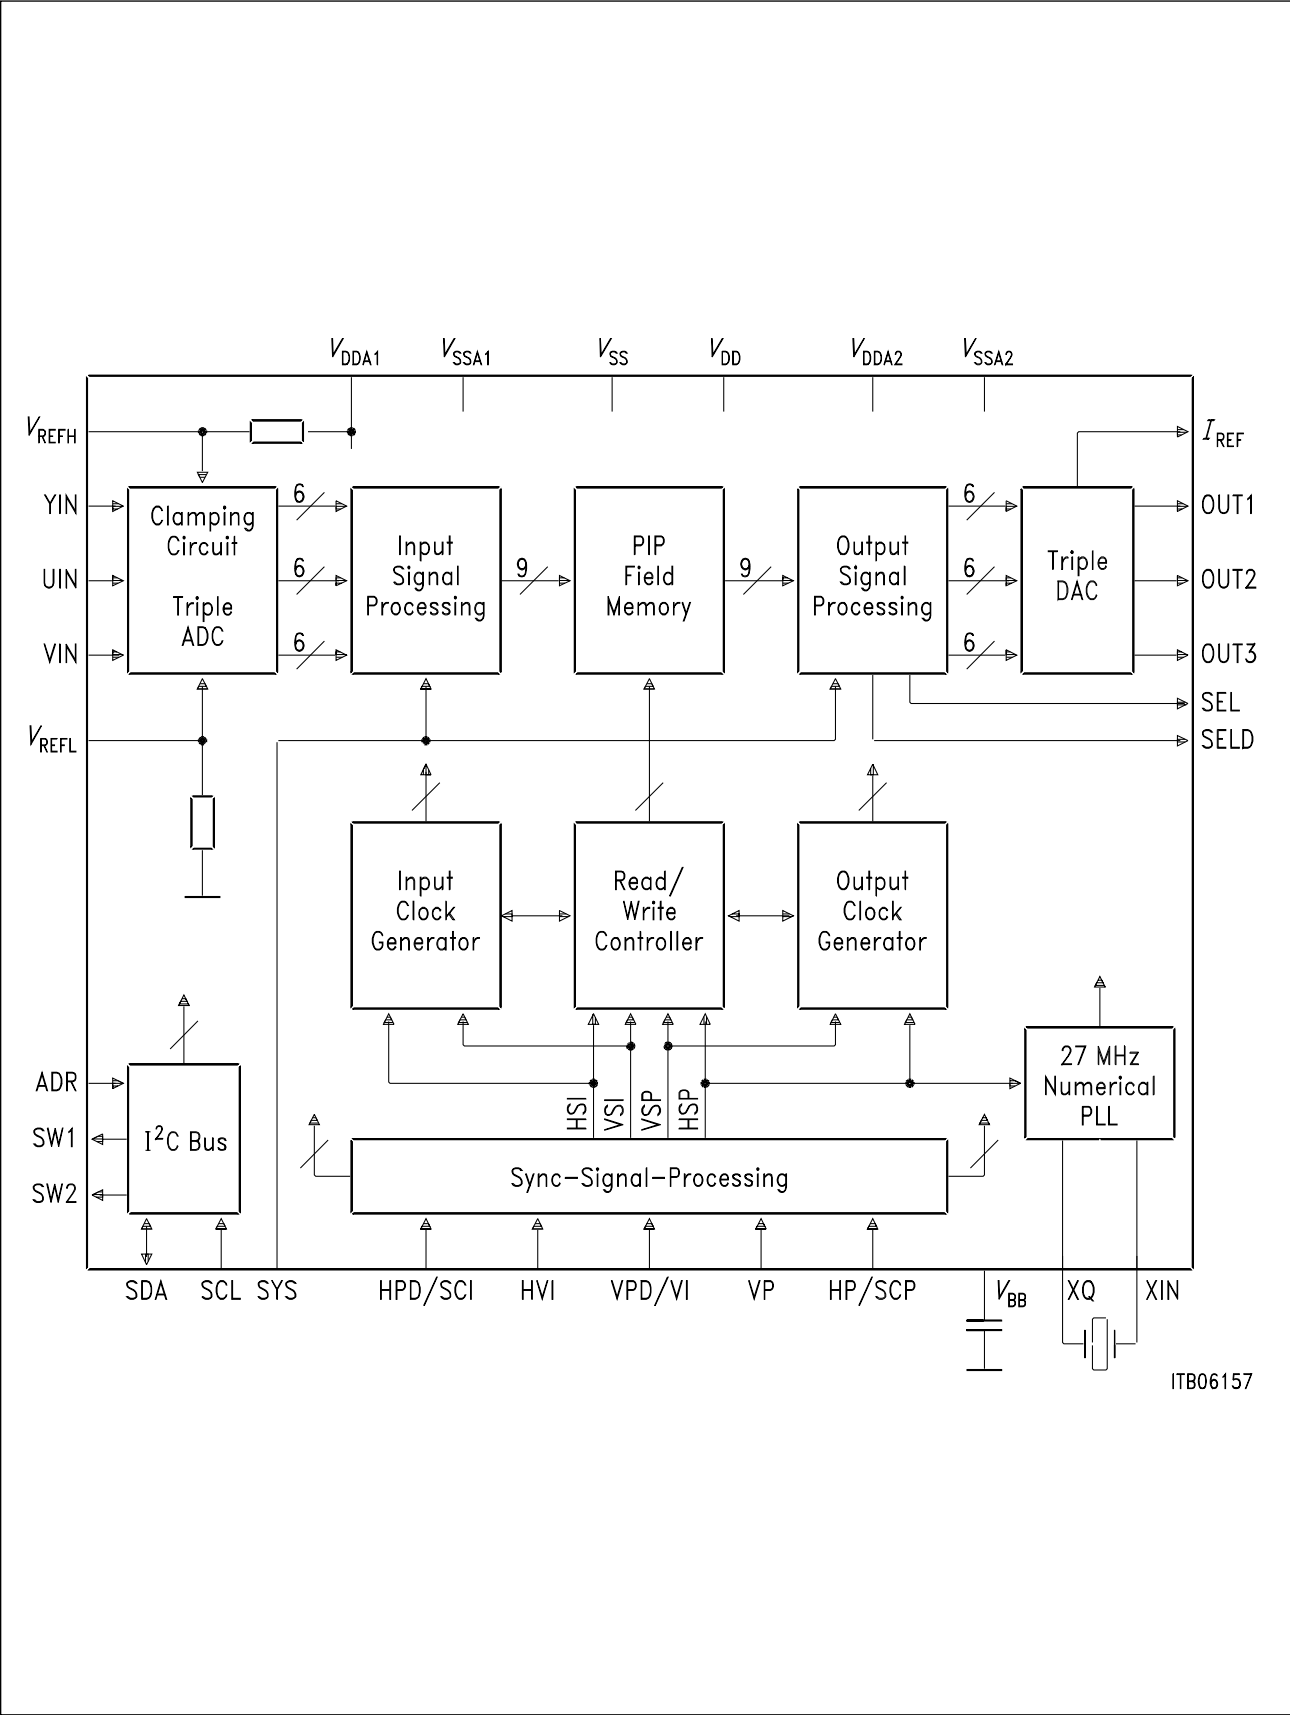 VDDA1 VSSA1 VSS VDD VDDA2 VSSA2
VREFH
IREF
YIN
6
6
OUT1
Clamping
Circuit
Triple
ADC
Input
Signal
Processing
PIP
Field
Memory
Output
Signal
Processing
Triple
DAC
UIN
6
9
9
6
OUT2
VIN
6
6
OUT3
SEL
VREFL
SELD
Input
Clock
Generator
Read/
Write
Controller
Output
Clock
Generator
27 MHz
Numerical
PLL
ADR
SW1
SW2
I²C Bus
HSI
VSI
VSP
HSP
Sync-Signal-Processing
SDA SCL SYS HPD/SCI HVI VPD/VI VP HP/SCP VBB XQ XIN
ITB06157